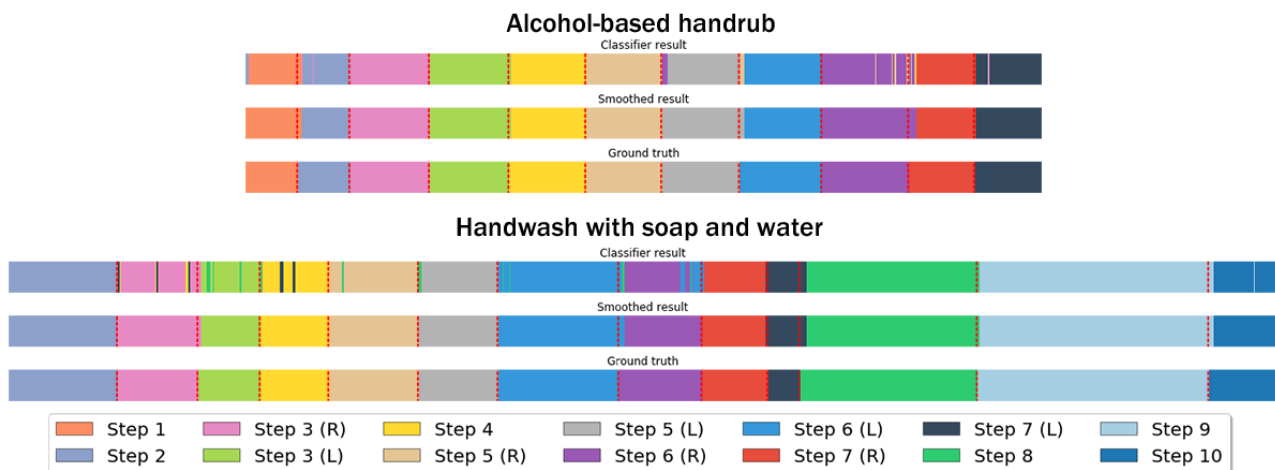 Alcohol-based handrub
Classifier result
Smoothed result
Ground truth
Handwash with soap and water
Classifier result
Smoothed result
Ground truth
Step 1 Step 3 (R) Step 4 Step 5 (L) Step 6 (L) Step 7 (L) Step 9
Step 2 Step 3 (L) Step 5 (R) Step 6 (R) Step 7 (R) Step 8 Step 10